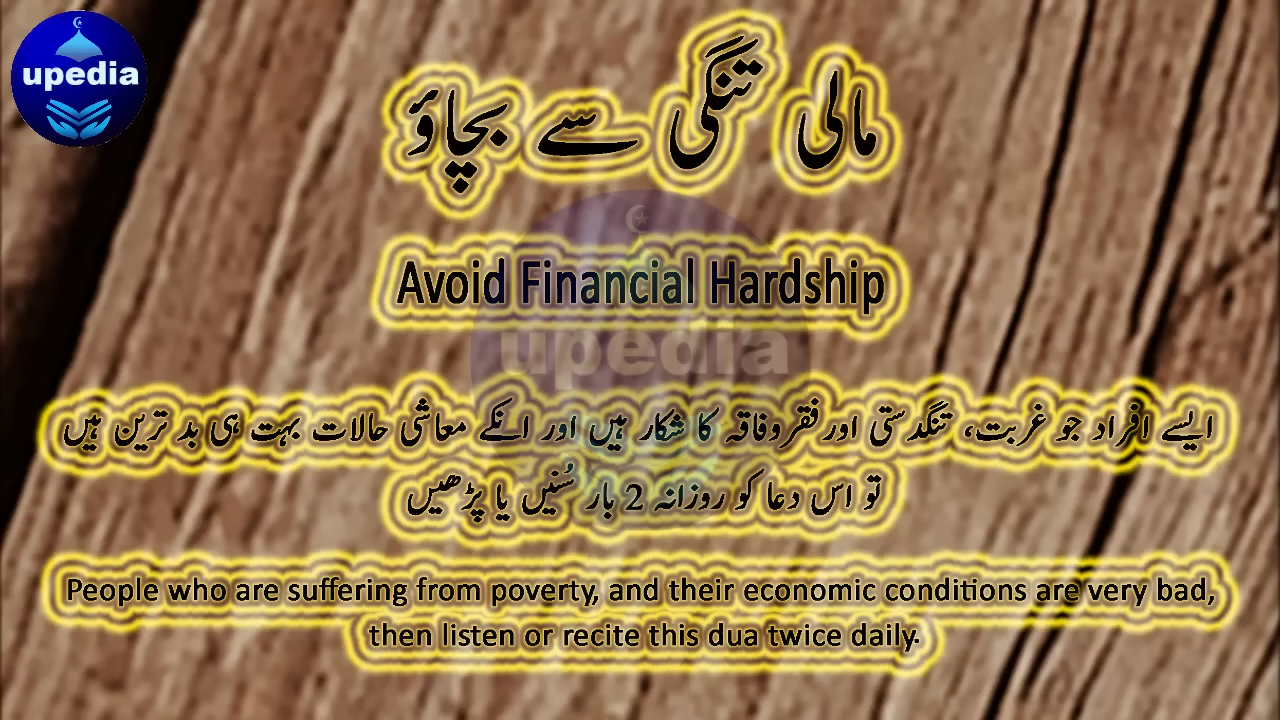 upedia
مالی تنگی سے بچاؤ
Avoid Financial Hardship
upedia
ایسے افراد جو غربت، تنگدستی اور فقر وفاقہ کا شکار ہیں اور انکے معاشی حالات بہت ہی بد ترین ہیں
تو اس دعا کو روزانہ 2 بار سُنیں یا پڑھیں
People who are suffering from poverty, and their economic conditions are very bad,
then listen or recite this dua twice daily.